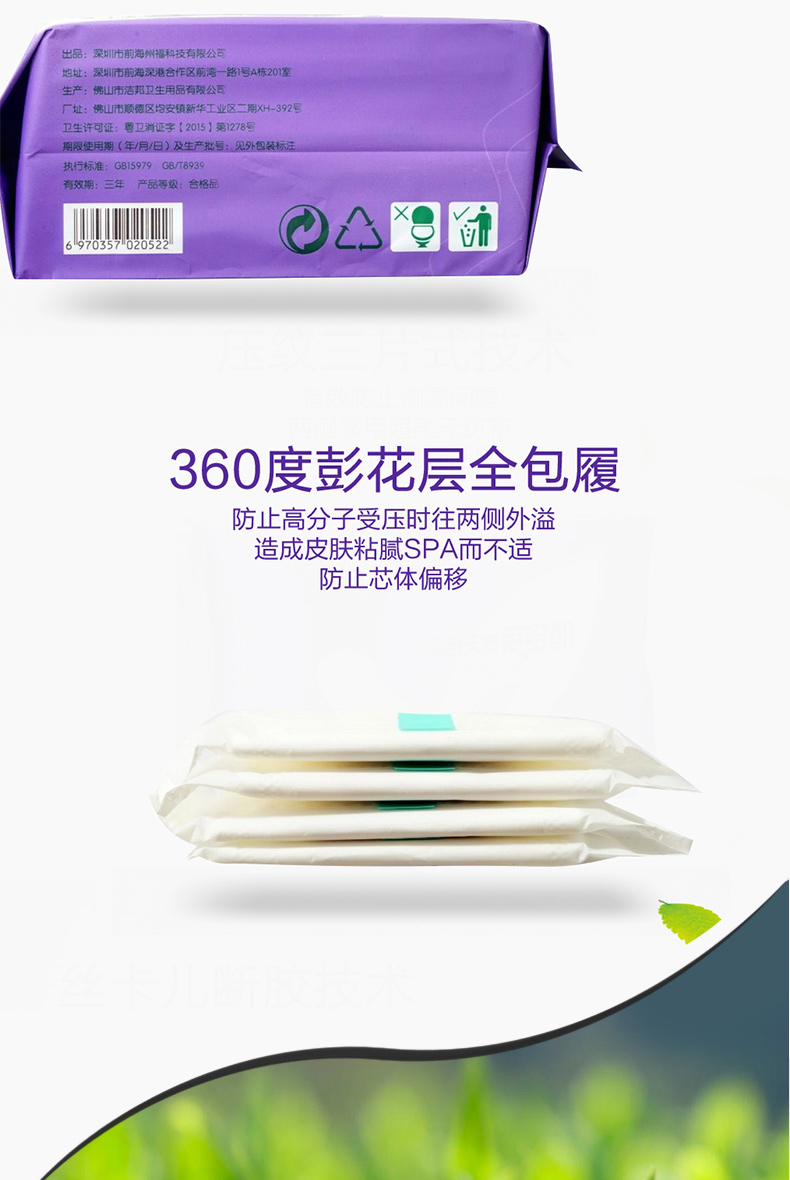 出品：深圳市前海州福科技有限公司
地址：深圳市前海深港合作区前湾一路1号A栋201室
生产：佛山市洁邦卫生用品有限公司
厂址：佛山市顺德区均安镇新华工业区二期XH-392号
卫生许可证：粤卫消证字【2015】第1278号
期限使用期（年/月/日）及生产批号：见外包装标注
执行标准：GB15979 GB/T8939
有效期：三年 产品等级：合格品
6 970357 020522
压纹三片式技术
360度彭花层全包履
防止高分子受压时往两侧外溢
造成皮肤粘腻SPA而不适
防止芯体偏移
丝卡儿断胶技术